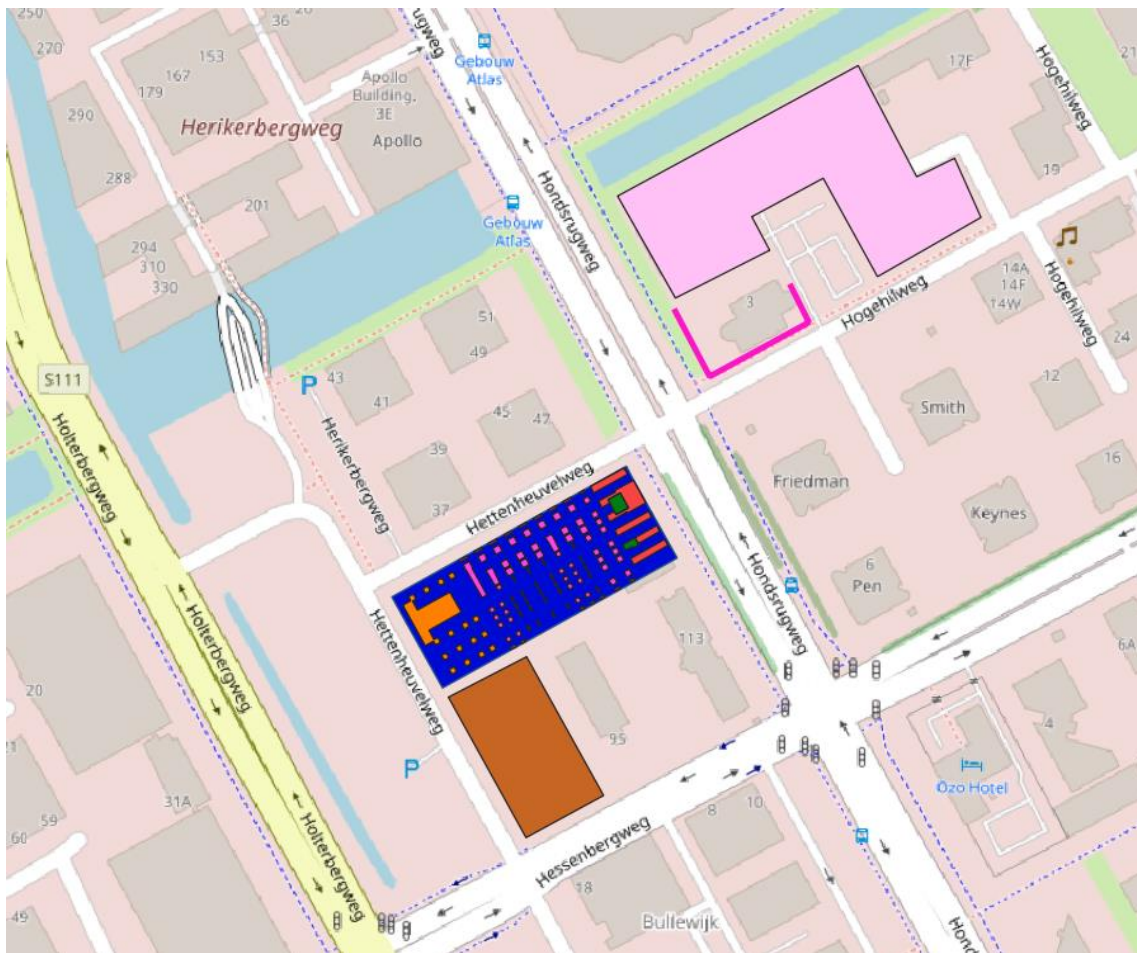 250
270
36
153
167
179
290
288
Herikerbergweg
201
294
310
330
Apollo
Building,
3E
Apollo
Gebouw
Atlas
Gebouw
Atlas
Hondsrugweg
17F
Hogehilweg
19
21
14A
14F
14W
Hogehilweg
24
12
16
3
Hogehilweg
S111
Holterbergweg
P
43
41
51
49
45
47
39
37
Herikerbergweg
Hettenheuvelweg
Smith
Friedman
Keynes
6
Pen
Hondsrugweg
Holterbergweg
Hettenheuvelweg
113
95
P
20
21
31A
59
60
49
Holterbergweg
Hessenbergweg
8
10
18
Bullewijk
6A
4
Ozo Hotel